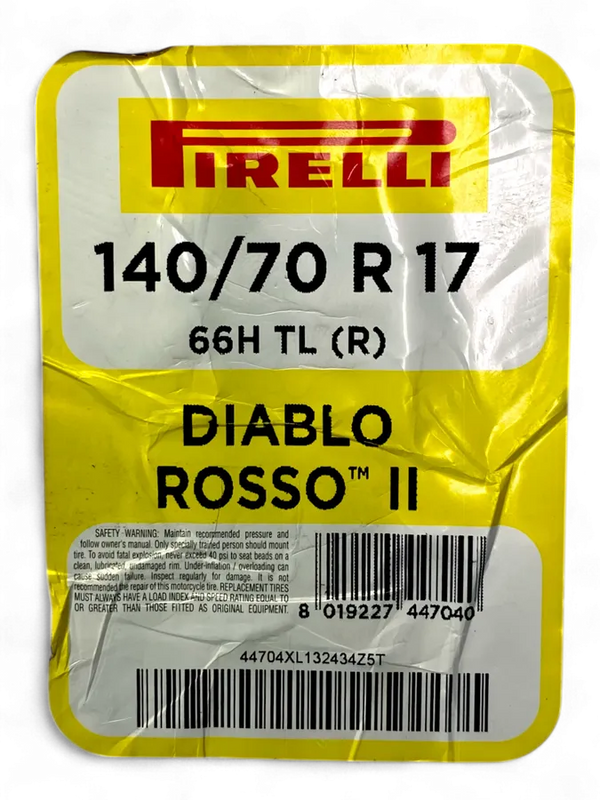 PIRELLI
140/70 R 17
66H TL (R)
DIABLO
ROSSO™ II
SAFETY WARNING: Maintain recommended pressure and
follow owner's manual. Only specially trained person should mount
tire. To avoid fatal explosion, never exceed 40 psi to seat beads on a
clean, lubricated, undamaged rim. Under-inflation / overloading can
cause sudden failure. Inspect regularly for damage. It is not
recommended the repair of this motorcycle tire. REPLACEMENT TIRES
MUST ALWAYS HAVE A LOAD INDEX AND SPEED RATING EQUAL TO
OR GREATER THAN THOSE FITTED AS ORIGINAL EQUIPMENT.
8 019227 447040
44704XL132434Z5T